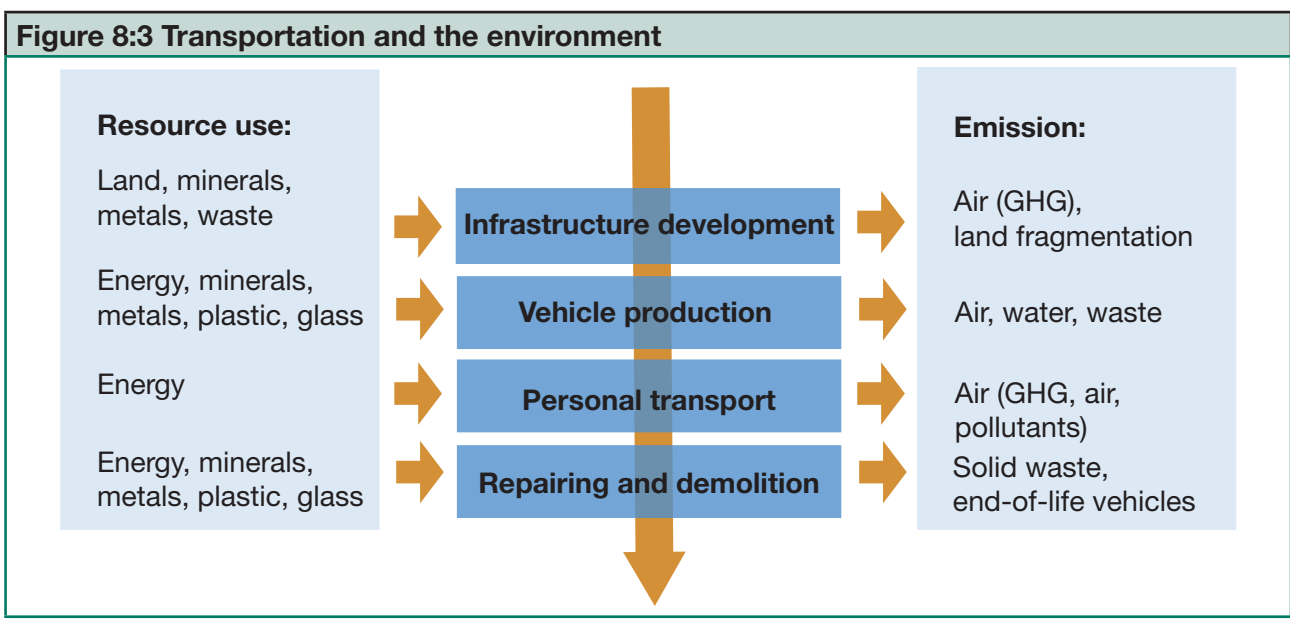 Figure 8:3 Transportation and the environment
Resource use:
Land, minerals,
metals, waste
Energy, minerals,
metals, plastic, glass
Energy
Energy, minerals,
metals, plastic, glass
Infrastructure development
Vehicle production
Personal transport
Repairing and demolition
Emission:
Air (GHG),
land fragmentation
Air, water, waste
Air (GHG, air,
pollutants)
Solid waste,
end-of-life vehicles